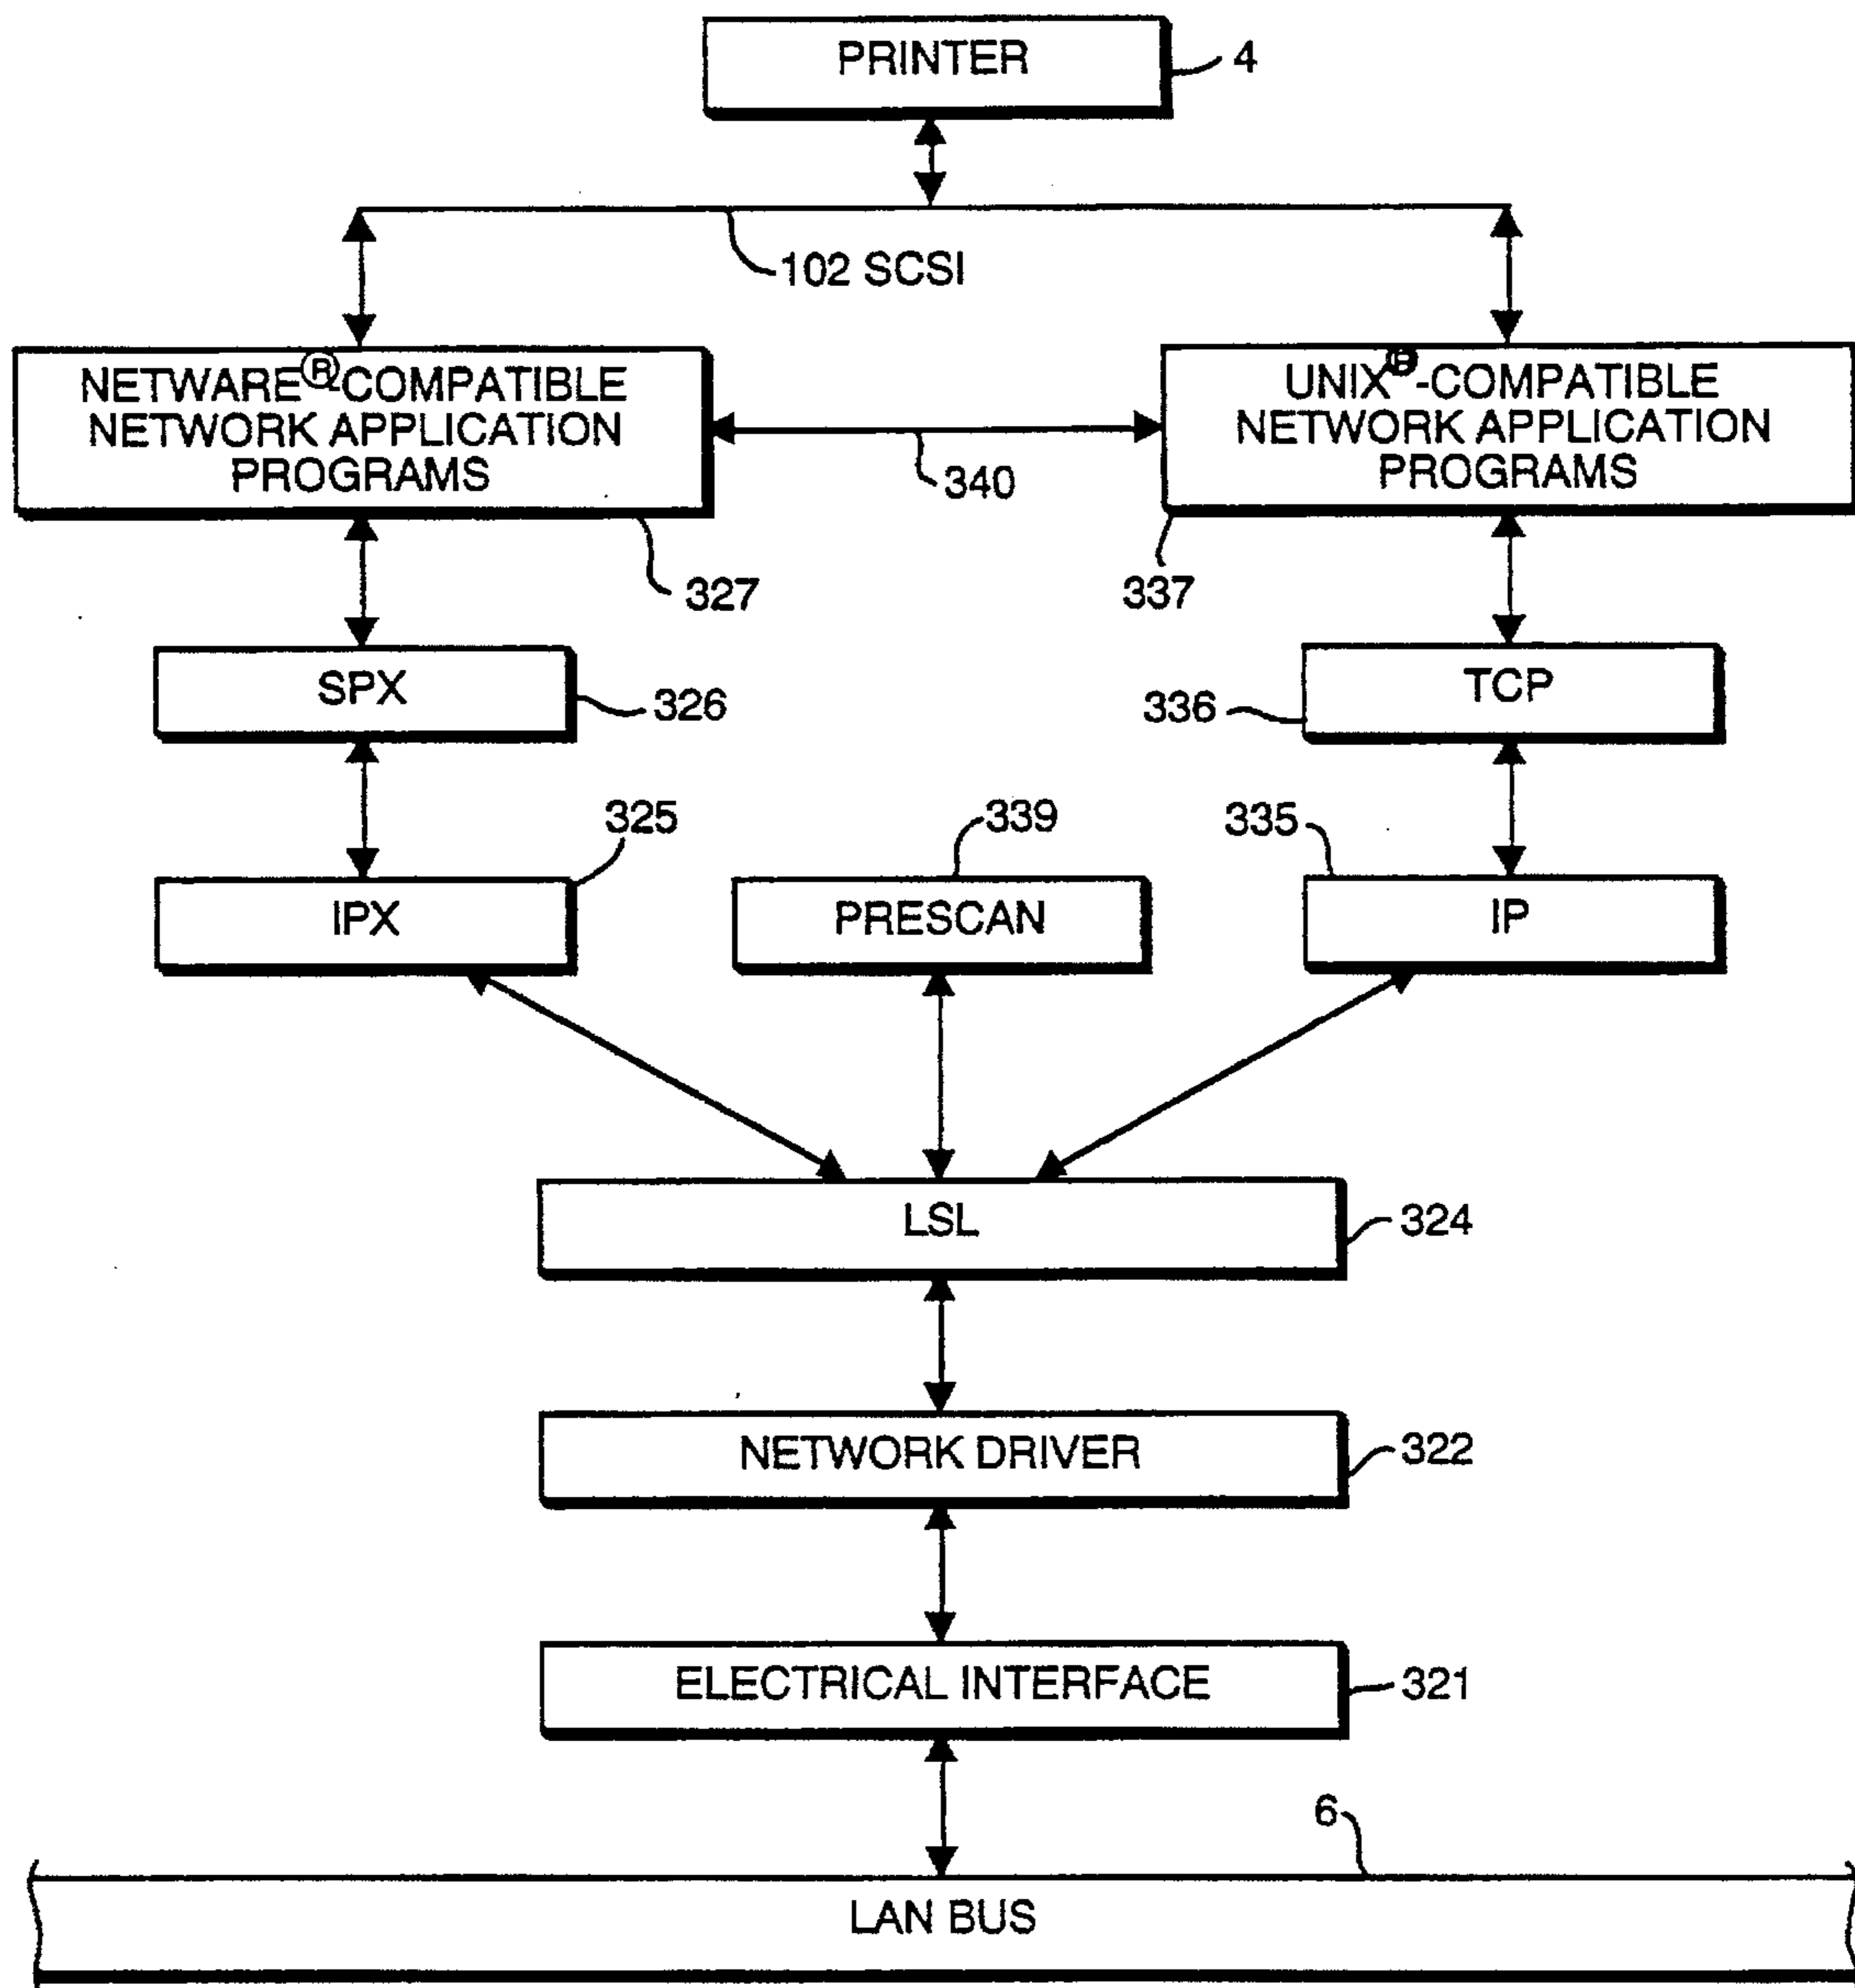 PRINTER
4
102 SCSI
NETWARE®-COMPATIBLE
NETWORK APPLICATION
PROGRAMS
UNIX®-COMPATIBLE
NETWORK APPLICATION
PROGRAMS
340
327
337
SPX
326
TCP
336
325
339
335
IPX
PRESCAN
IP
LSL
324
NETWORK DRIVER
322
ELECTRICAL INTERFACE
321
6
LAN BUS